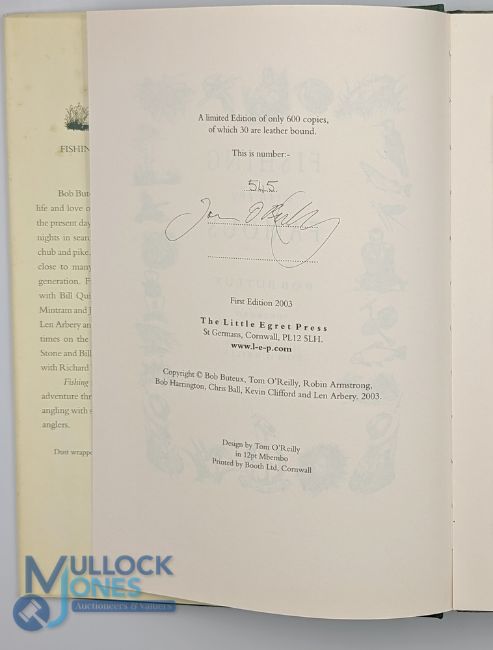 FISHIN
Bob Bute
life and love o
the present day
nights in sear
chub and pike.
close to many
generation. F
with Bill Qui
Mintram and J
Len Arbery an
times on the
Stone and Bill
with Richard
Fishing
adventure thr
angling with s
anglers.
Dust wrappe
A limited Edition of only 600 copies,
of which 30 are leather bound.
This is number:-
545
Tom O'Reilly
First Edition 2003
The Little Egret Press
St Germans, Cornwall, PL12 5LH.
www.l-e-p.com
Copyright © Bob Buteux, Tom O'Reilly, Robin Armstrong,
Bob Harrington, Chris Ball, Kevin Clifford and Len Arbery. 2003.
Design by Tom O'Reilly
in 12pt Mbembo
Printed by Booth Ltd, Cornwall
MULLOCK
JONES
Auctioneers & Valuers